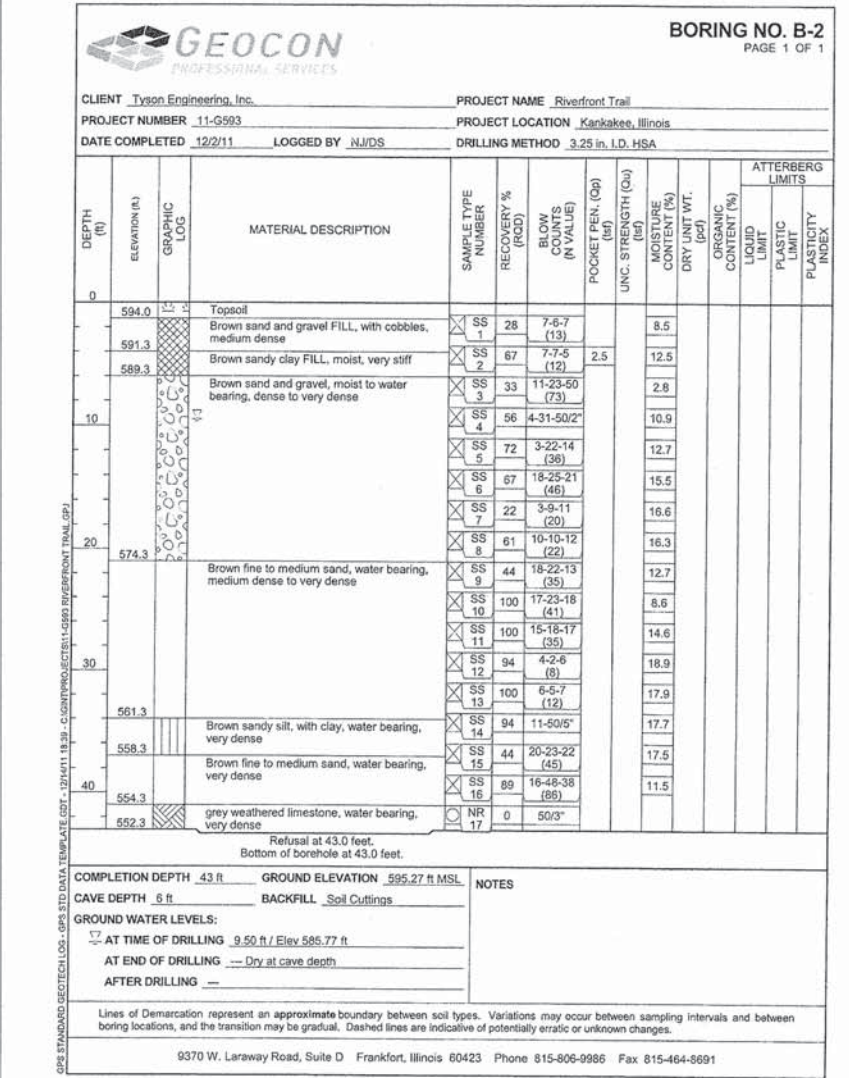 GEOCON
PROFESSIONAL SERVICES
BORING NO. B-2
PAGE 1 OF 1
CLIENT Tyson Engineering, Inc. PROJECT NAME Riverfront Trail
PROJECT NUMBER 11-G593 PROJECT LOCATION Kankakee, Illinois
DATE COMPLETED 12/2/11 LOGGED BY NJ/DS DRILLING METHOD 3.25 in. I.D. HSA
DEPTH (ft)
ELEVATION (ft.)
GRAPHIC LOG
MATERIAL DESCRIPTION
SAMPLE TYPE NUMBER
RECOVERY % (RQD)
BLOW COUNTS (N VALUE)
POCKET PEN. (Qp) (tsf)
UNC. STRENGTH (Qu) (tsf)
MOISTURE CONTENT (%)
DRY UNIT WT. (pcf)
ORGANIC CONTENT (%)
ATTERBERG LIMITS
LIQUID LIMIT
PLASTIC LIMIT
PLASTICITY INDEX
0
594.0 Topsoil
Brown sand and gravel FILL, with cobbles, medium dense
SS 1 28 7-6-7 (13) 8.5
591.3
Brown sandy clay FILL, moist, very stiff
SS 2 67 7-7-5 (12) 2.5 12.5
589.3
Brown sand and gravel, moist to water bearing, dense to very dense
SS 3 33 11-23-50 (73) 2.8
10
SS 4 56 4-31-50/2" 10.9
SS 5 72 3-22-14 (36) 12.7
SS 6 67 18-25-21 (46) 15.5
SS 7 22 3-9-11 (20) 16.6
20
SS 8 61 10-10-12 (22) 16.3
574.3
Brown fine to medium sand, water bearing, medium dense to very dense
SS 9 44 18-22-13 (35) 12.7
SS 10 100 17-23-18 (41) 8.6
SS 11 100 15-18-17 (35) 14.6
30
SS 12 94 4-2-6 (8) 18.9
SS 13 100 6-5-7 (12) 17.9
561.3
Brown sandy silt, with clay, water bearing, very dense
SS 14 94 11-50/5" 17.7
558.3
Brown fine to medium sand, water bearing, very dense
SS 15 44 20-23-22 (45) 17.5
40
SS 16 89 16-48-38 (86) 11.5
554.3
grey weathered limestone, water bearing, very dense
NR 17 0 50/3"
552.3
Refusal at 43.0 feet.
Bottom of borehole at 43.0 feet.
COMPLETION DEPTH 43 ft GROUND ELEVATION 595.27 ft MSL
NOTES
CAVE DEPTH 6 ft BACKFILL Soil Cuttings
GROUND WATER LEVELS:
AT TIME OF DRILLING 9.50 ft / Elev 585.77 ft
AT END OF DRILLING --- Dry at cave depth
AFTER DRILLING ---
Lines of Demarcation represent an approximate boundary between soil types. Variations may occur between sampling intervals and between
boring locations, and the transition may be gradual. Dashed lines are indicative of potentially erratic or unknown changes.
9370 W. Laraway Road, Suite D Frankfort, Illinois 60423 Phone 815-806-9986 Fax 815-464-8691
GPS STANDARD GEOTECH LOG - GPS STD DATA TEMPLATE.GDT - 12/14/11 18:39 - C:\GINT\PROJECTS\11-G593 RIVERFRONT TRAIL.GPJ